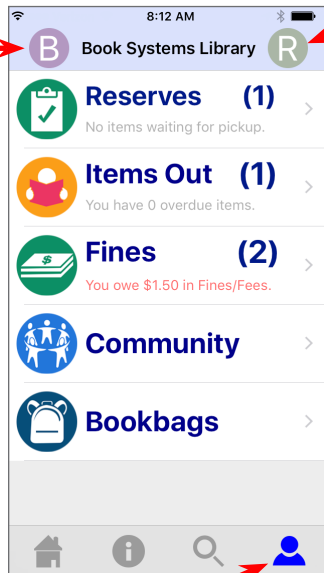 8:12 AM
B Book Systems Library R
Reserves (1)
No items waiting for pickup.
Items Out (1)
You have 0 overdue items.
$
Fines (2)
You owe $1.50 in Fines/Fees.
Community
Bookbags
i